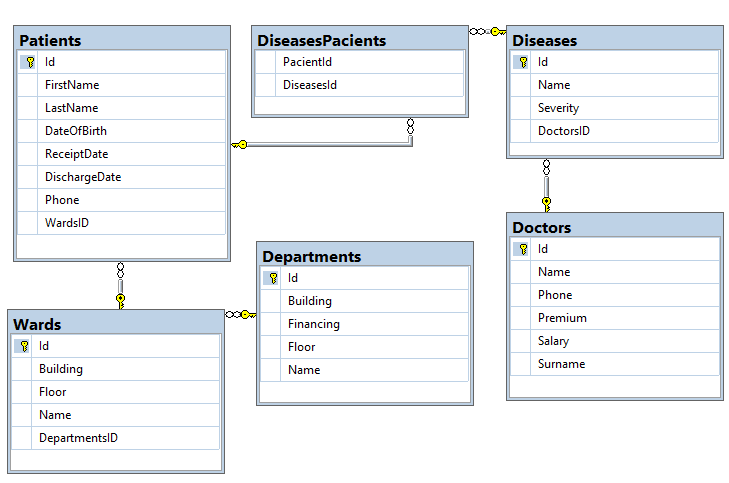 Patients
Id
FirstName
LastName
DateOfBirth
ReceiptDate
DischargeDate
Phone
WardsID
DiseasesPacients
PacientId
DiseasesId
Diseases
Id
Name
Severity
DoctorsID
Departments
Id
Building
Financing
Floor
Name
Doctors
Id
Name
Phone
Premium
Salary
Surname
Wards
Id
Building
Floor
Name
DepartmentsID